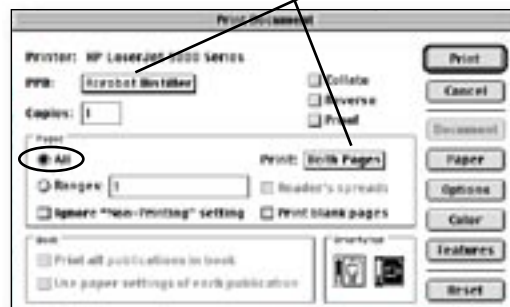 Print Document
Printer: HP LaserJet 5000 Series
PPD: Acrobat Distiller
Copies: 1
Collate
Reverse
Proof
Print
Cancel
Document
Pages
All
Print: Both Pages
Ranges: 1
Reader's spreads
Ignore "Non-Printing" setting
Print blank pages
Paper
Options
Color
Features
Reset
Book
Print all publications in book
Use paper settings of each publication
Orientation